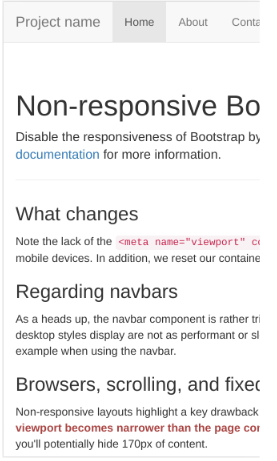 Project name Home About Conta
Non-responsive Bo
Disable the responsiveness of Bootstrap by
documentation for more information.
What changes
Note the lack of the <meta name="viewport" co
mobile devices. In addition, we reset our containe
Regarding navbars
As a heads up, the navbar component is rather tri
desktop styles display are not as performant or sl
example when using the navbar.
Browsers, scrolling, and fixed
Non-responsive layouts highlight a key drawback
viewport becomes narrower than the page con
you'll potentially hide 170px of content.